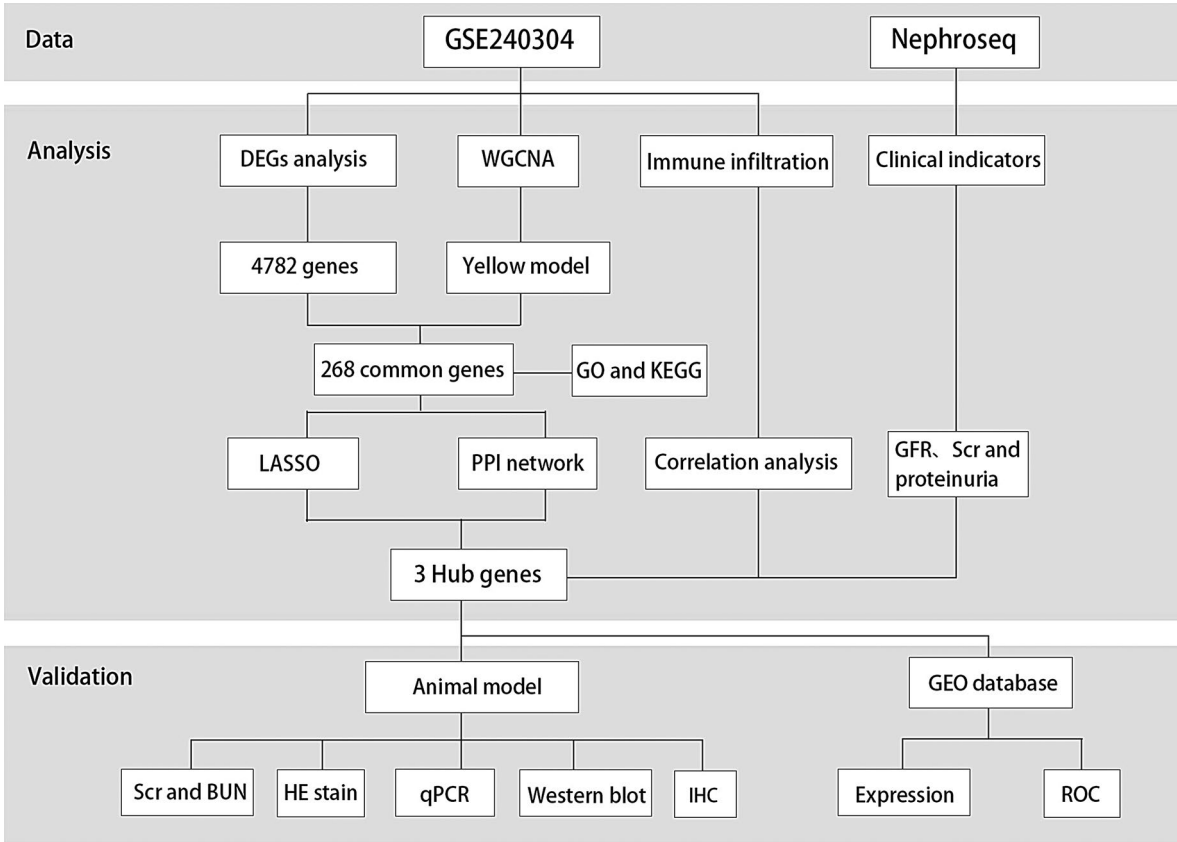 Data
GSE240304
Nephroseq
Analysis
DEGs analysis
WGCNA
Immune infiltration
Clinical indicators
4782 genes
Yellow model
268 common genes
GO and KEGG
LASSO
PPI network
Correlation analysis
GFR、Scr and
proteinuria
3 Hub genes
Validation
Animal model
GEO database
Scr and BUN
HE stain
qPCR
Western blot
IHC
Expression
ROC